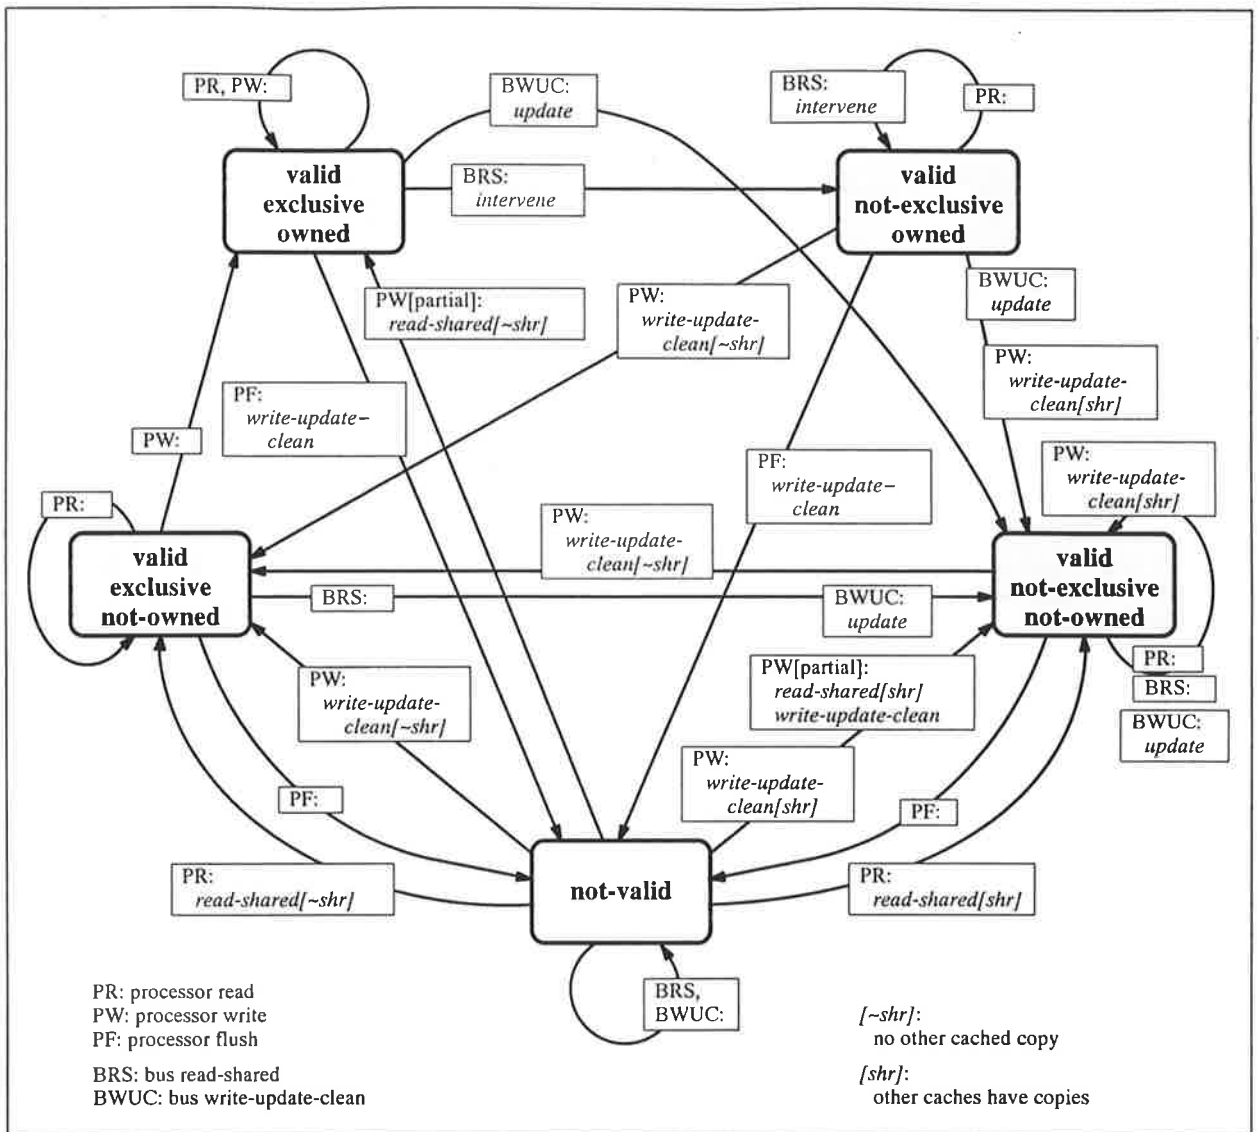 PR, PW:
BWUC:
update
BRS:
intervene
PR:
valid
exclusive
owned
BRS:
intervene
valid
not-exclusive
owned
PW[partial]:
read-shared[~shr]
PW:
write-update-
clean[~shr]
BWUC:
update
PW:
write-update-
clean[shr]
PF:
write-update–
clean
PW:
PF:
write-update–
clean
PW:
write-update-
clean[shr]
PR:
PW:
write-update-
clean[~shr]
valid
exclusive
not-owned
valid
not-exclusive
not-owned
BRS:
BWUC:
update
PW:
write-update-
clean[~shr]
PW[partial]:
read-shared[shr]
write-update-clean
PR:
BRS:
BWUC:
update
PW:
write-update-
clean[shr]
PF:
PF:
PR:
read-shared[~shr]
not-valid
PR:
read-shared[shr]
BRS,
BWUC:
PR: processor read
PW: processor write
PF: processor flush
BRS: bus read-shared
BWUC: bus write-update-clean
[~shr]:
no other cached copy
[shr]:
other caches have copies